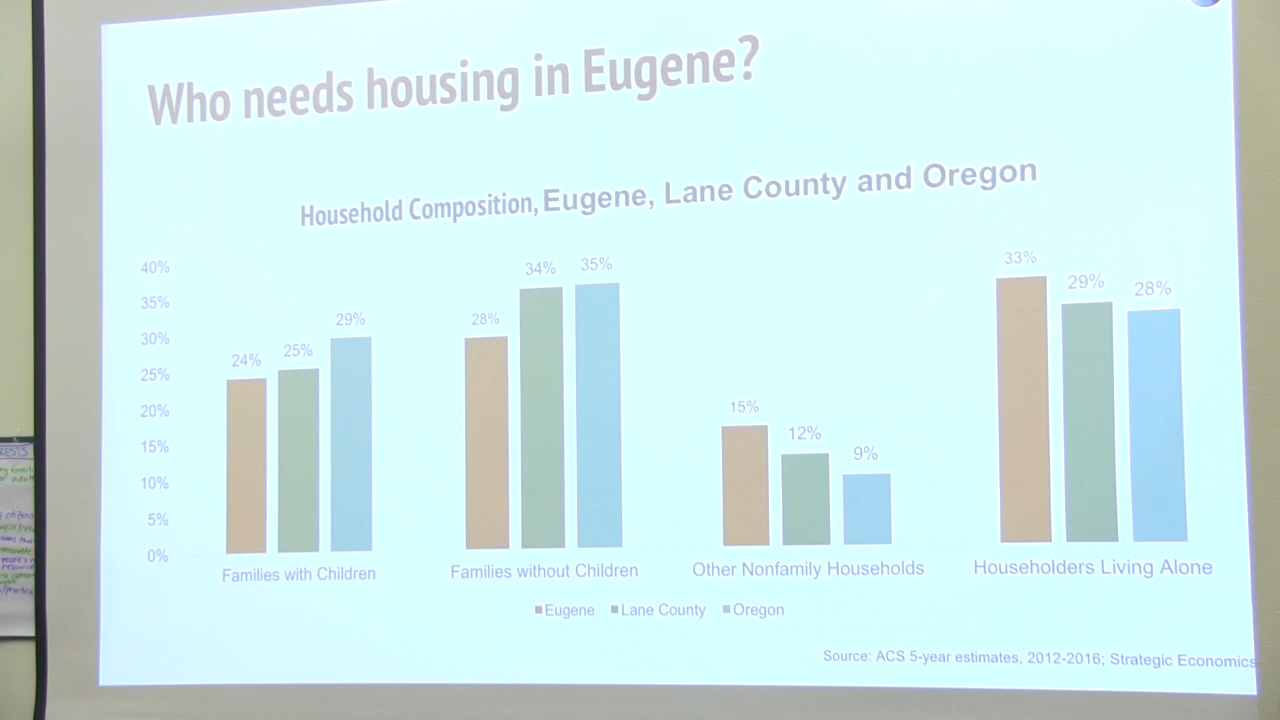 Who needs housing in Eugene?
Household Composition, Eugene, Lane County and Oregon
40%
35%
30%
25%
20%
15%
10%
5%
0%
24%
25%
29%
28%
34%
35%
15%
12%
9%
33%
29%
28%
Families with Children
Families without Children
Other Nonfamily Households
Householders Living Alone
Eugene
Lane County
Oregon
Source: ACS 5-year estimates, 2012-2016; Strategic Economics